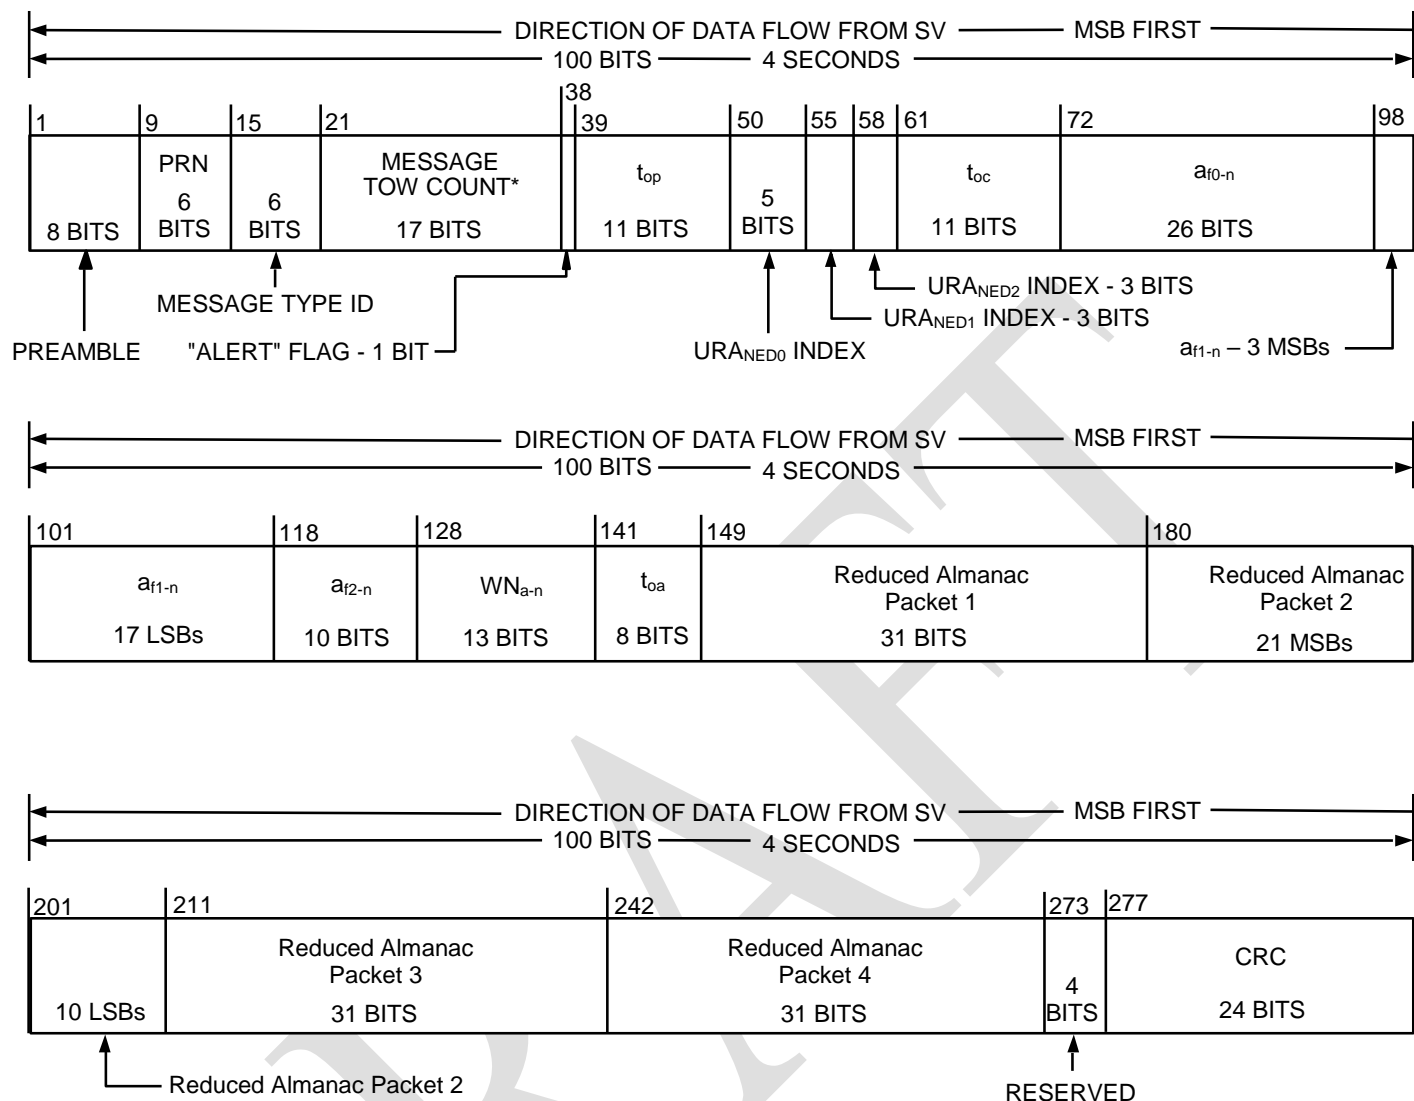 DIRECTION OF DATA FLOW FROM SV MSB FIRST
100 BITS 4 SECONDS
1 9 15 21 38 39 50 55 58 61 72 98
8 BITS
PRN
6
BITS
6
BITS
MESSAGE
TOW COUNT*
17 BITS
top
11 BITS
5
BITS
toc
11 BITS
af0-n
26 BITS
PREAMBLE
MESSAGE TYPE ID
"ALERT" FLAG - 1 BIT
URANED0 INDEX
URANED2 INDEX - 3 BITS
URANED1 INDEX - 3 BITS
af1-n – 3 MSBs
DIRECTION OF DATA FLOW FROM SV MSB FIRST
100 BITS 4 SECONDS
101 118 128 141 149 180
af1-n
17 LSBs
af2-n
10 BITS
WNa-n
13 BITS
toa
8 BITS
Reduced Almanac
Packet 1
31 BITS
Reduced Almanac
Packet 2
21 MSBs
DIRECTION OF DATA FLOW FROM SV MSB FIRST
100 BITS 4 SECONDS
201 211 242 273 277
10 LSBs
Reduced Almanac
Packet 3
31 BITS
Reduced Almanac
Packet 4
31 BITS
4
BITS
CRC
24 BITS
Reduced Almanac Packet 2
RESERVED
DRAFT